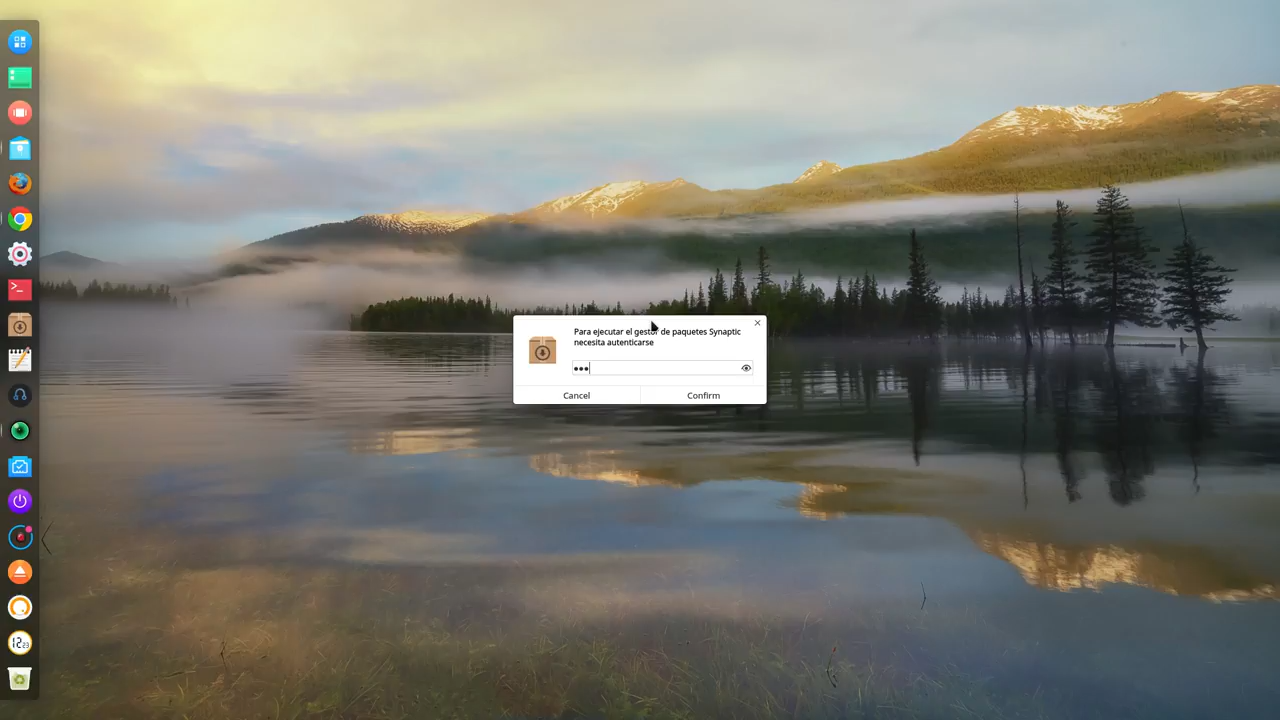 Para ejecutar el gestor de paquetes Synaptic
necesita autenticarse
•••
Cancel
Confirm